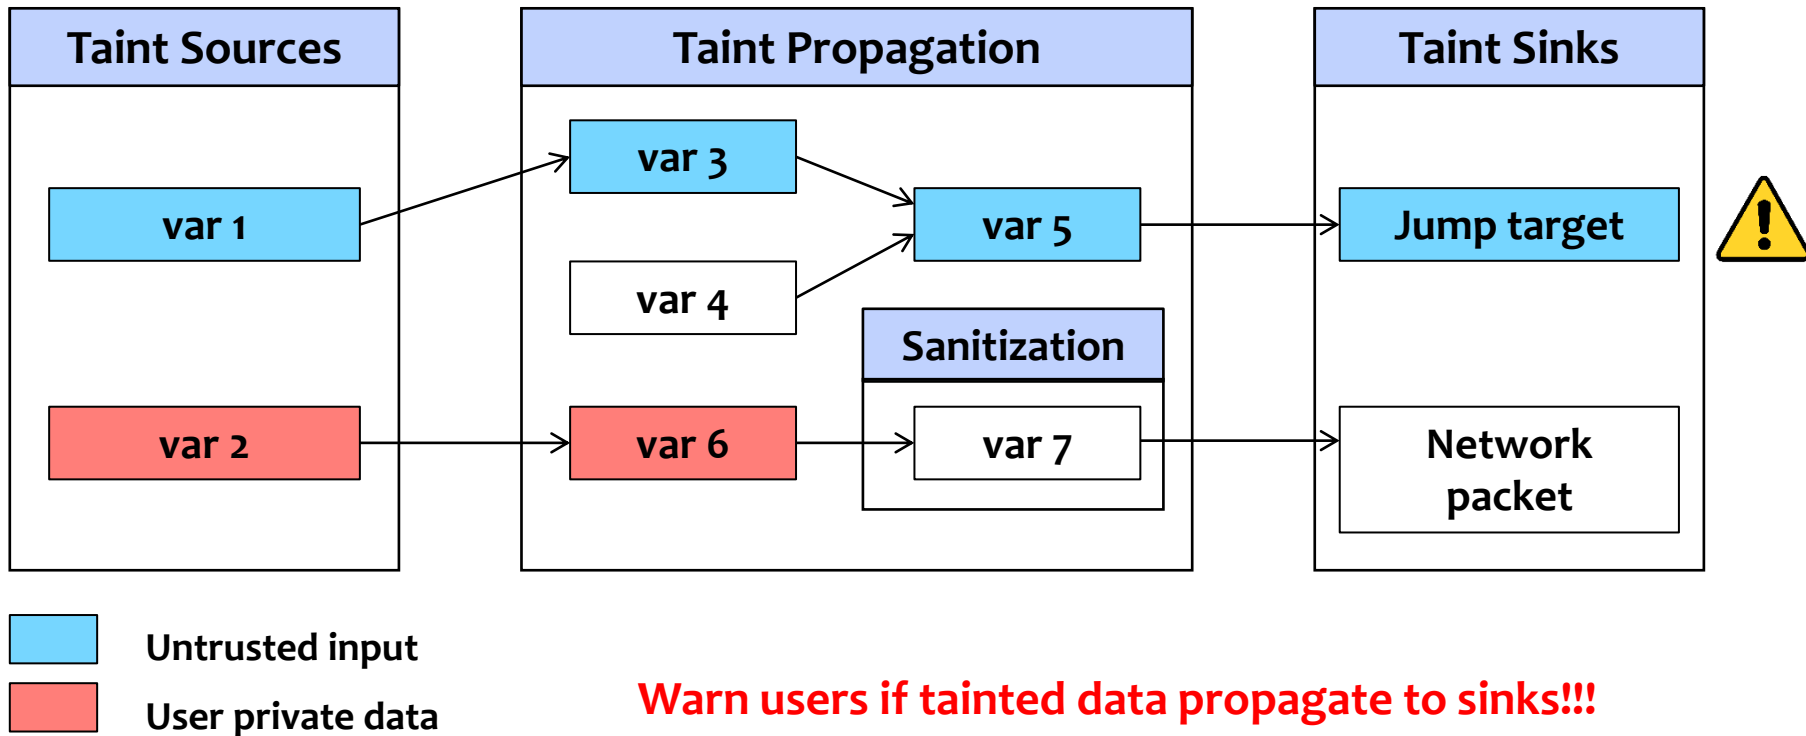 Taint Sources
Taint Propagation
Taint Sinks
var 1
var 2
var 3
var 4
var 5
Sanitization
var 6
var 7
Jump target
Network
packet
Untrusted input
User private data
Warn users if tainted data propagate to sinks!!!